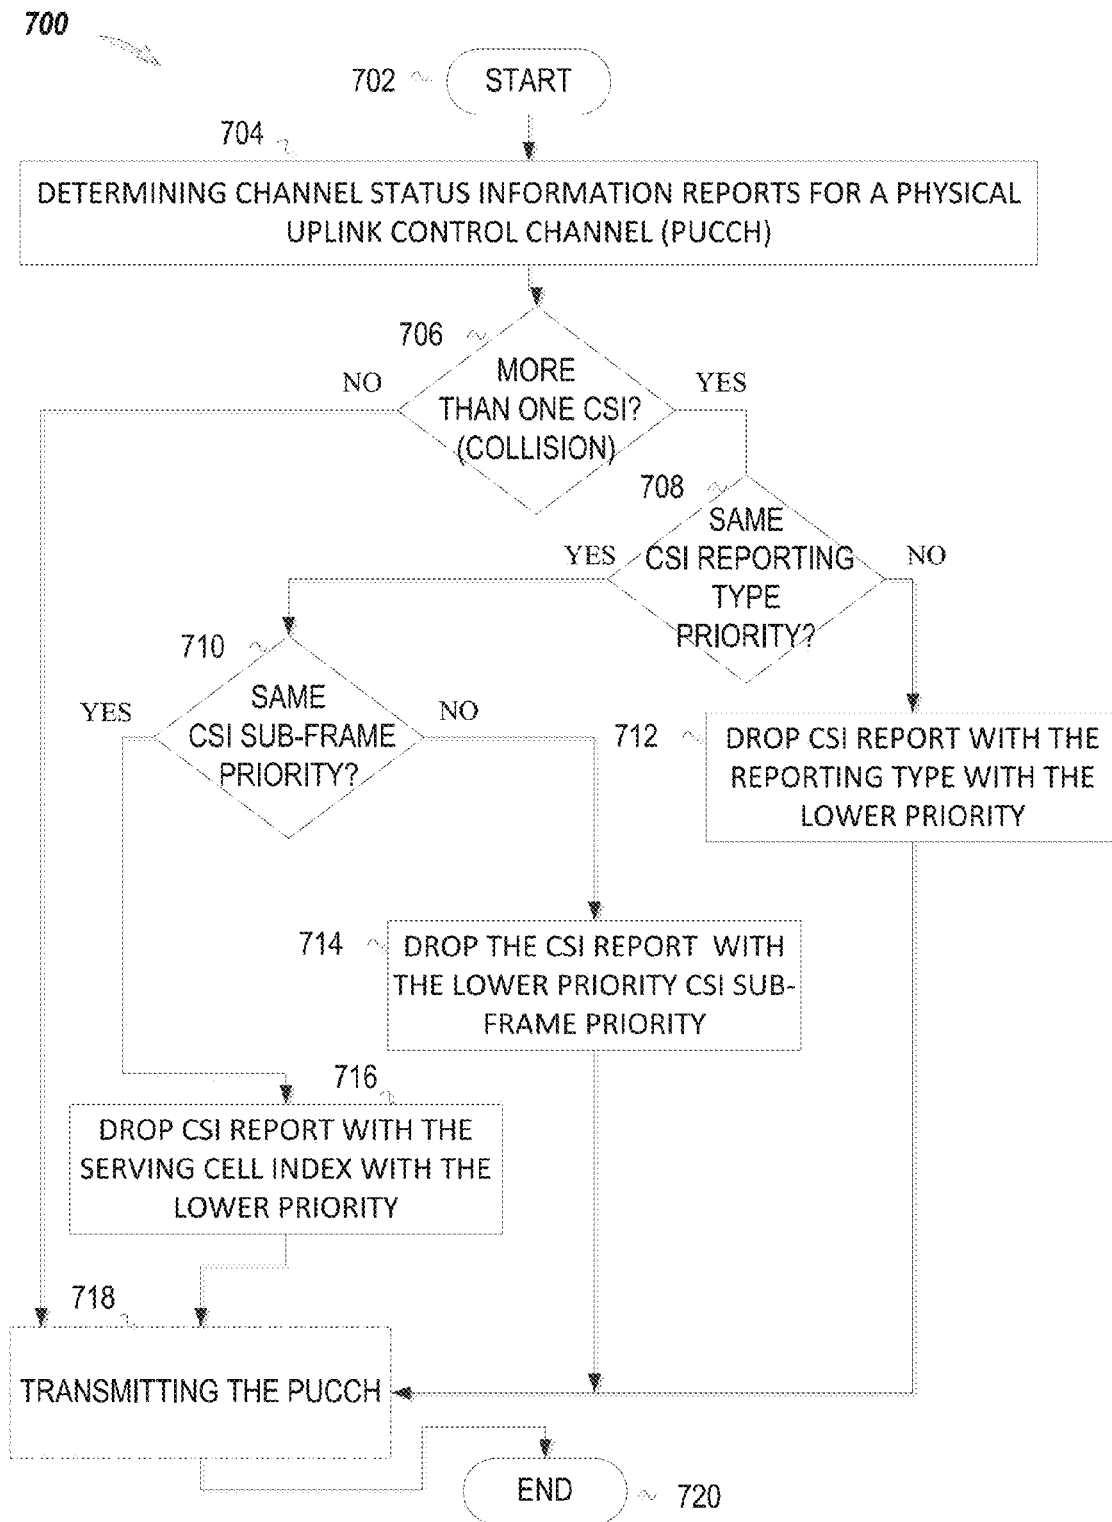 700
702
START
704
DETERMINING CHANNEL STATUS INFORMATION REPORTS FOR A PHYSICAL
UPLINK CONTROL CHANNEL (PUCCH)
706
NO
MORE
THAN ONE CSI?
(COLLISION)
YES
708
YES
SAME
CSI REPORTING
TYPE
PRIORITY?
NO
710
YES
SAME
CSI SUB-FRAME
PRIORITY?
NO
712
DROP CSI REPORT WITH THE
REPORTING TYPE WITH THE
LOWER PRIORITY
714
DROP THE CSI REPORT WITH
THE LOWER PRIORITY CSI SUB-
FRAME PRIORITY
716
DROP CSI REPORT WITH THE
SERVING CELL INDEX WITH THE
LOWER PRIORITY
718
TRANSMITTING THE PUCCH
END
720